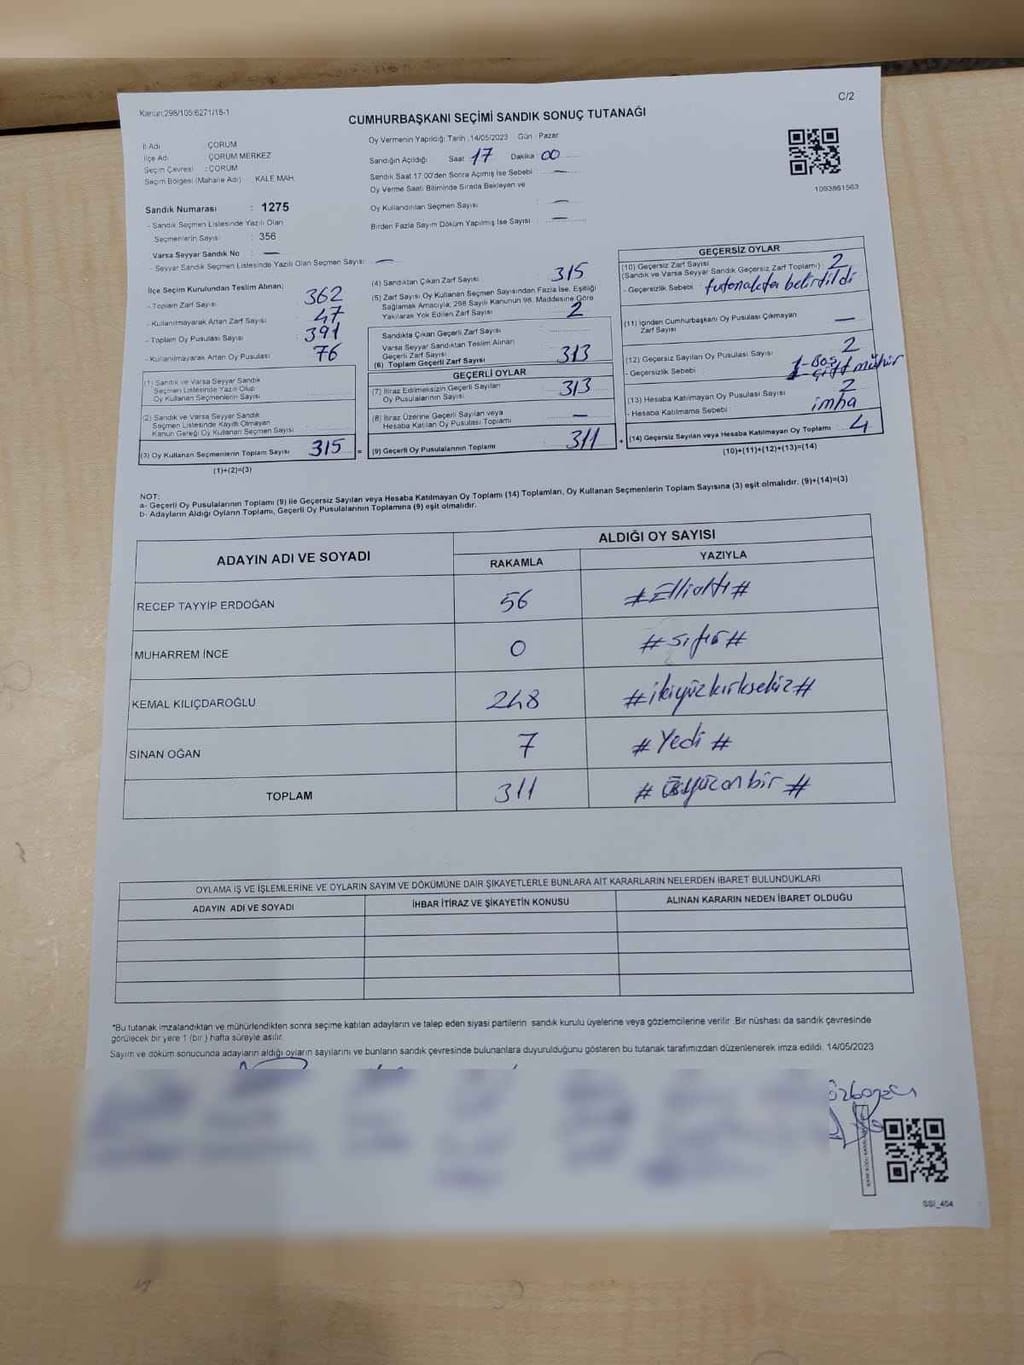 Kanun:298/105:6271/18-1
C/2
CUMHURBAŞKANI SEÇİMİ SANDIK SONUÇ TUTANAĞI
İl Adı : ÇORUM
İlçe Adı : ÇORUM MERKEZ
Seçim Çevresi : ÇORUM
Seçim Bölgesi (Mahalle Adı) : KALE MAH.
Sandık Numarası : 1275
- Sandık Seçmen Listesinde Yazılı Olan
Seçmenlerin Sayısı : 356
Varsa Seyyar Sandık No : —
- Seyyar Sandık Seçmen Listesinde Yazılı Olan Seçmen Sayısı : —
Oy Vermenin Yapıldığı: Tarih : 14/05/2023 Gün : Pazar
Sandığın Açıldığı Saat 17 Dakika 00
Sandık Saat 17.00'den Sonra Açılmış İse Sebebi —
Oy Verme Saati Bitiminde Sırada Bekleyen ve
Oy Kullandırılan Seçmen Sayısı : —
Birden Fazla Sayım Döküm Yapılmış İse Sayısı : —
1093861563
İlçe Seçim Kurulundan Teslim Alınan;
- Toplam Zarf Sayısı : 362
- Kullanılmayarak Artan Zarf Sayısı : 47
- Toplam Oy Pusulası Sayısı : 391
- Kullanılmayarak Artan Oy Pusulası : 76
(1) Sandık ve Varsa Seyyar Sandık
Seçmen Listesinde Yazılı Olup
Oy Kullanan Seçmenlerin Sayısı
(2) Sandık ve Varsa Seyyar Sandık
Seçmen Listesinde Kayıtlı Olmayan
Kanun Gereği Oy Kullanan Seçmen Sayısı
(3) Oy Kullanan Seçmenlerin Toplam Sayısı 315
(1)+(2)=(3)
(4) Sandıktan Çıkan Zarf Sayısı : 315
(5) Zarf Sayısı Oy Kullanan Seçmen Sayısından Fazla İse, Eşitliği
Sağlamak Amacıyla, 298 Sayılı Kanunun 98. Maddesine Göre
Yakılarak Yok Edilen Zarf Sayısı : 2
Sandıkta Çıkan Geçerli Zarf Sayısı :
Varsa Seyyar Sandıktan Teslim Alınan
Geçerli Zarf Sayısı
(6) Toplam Geçerli Zarf Sayısı 313
GEÇERLİ OYLAR
(7) İtiraz Edilmeksizin Geçerli Sayılan
Oy Pusulalarının Sayısı : 313
(8) İtiraz Üzerine Geçerli Sayılan veya
Hesaba Katılan Oy Pusulası Toplamı : —
(9) Geçerli Oy Pusulalarının Toplamı 311
GEÇERSİZ OYLAR
(10) Geçersiz Zarf Sayısı
(Sandık ve Varsa Seyyar Sandık Geçersiz Zarf Toplamı) : 2
- Geçersizlik Sebebi : tutanakta belirtildi
(11) İçinden Cumhurbaşkanı Oy Pusulası Çıkmayan
Zarf Sayısı : —
(12) Geçersiz Sayılan Oy Pusulası Sayısı : 2
- Geçersizlik Sebebi 1-Boş
1-Çift mühür
(13) Hesaba Katılmayan Oy Pusulası Sayısı : 2
- Hesaba Katılmama Sebebi : imha
(14) Geçersiz Sayılan veya Hesaba Katılmayan Oy Toplamı 4
(10)+(11)+(12)+(13)=(14)
NOT:
a- Geçerli Oy Pusulalarının Toplamı (9) ile Geçersiz Sayılan veya Hesaba Katılmayan Oy Toplamı (14) Toplamları, Oy Kullanan Seçmenlerin Toplam Sayısına (3) eşit olmalıdır. (9)+(14)=(3)
b- Adayların Aldığı Oyların Toplamı, Geçerli Oy Pusulalarının Toplamına (9) eşit olmalıdır.
ADAYIN ADI VE SOYADI
ALDIĞI OY SAYISI
RAKAMLA YAZIYLA
RECEP TAYYİP ERDOĞAN 56 # Elli altı #
MUHARREM İNCE 0 # sıfır #
KEMAL KILIÇDAROĞLU 248 # ikiyüzkırksekiz #
SİNAN OĞAN 7 # Yedi #
TOPLAM 311 # Üçyüzonbir #
OYLAMA İŞ VE İŞLEMLERİNE VE OYLARIN SAYIM VE DÖKÜMÜNE DAİR ŞİKAYETLERLE BUNLARA AİT KARARLARIN NELERDEN İBARET BULUNDUKLARI
ADAYIN ADI VE SOYADI İHBAR İTİRAZ VE ŞİKAYETİN KONUSU ALINAN KARARIN NEDEN İBARET OLDUĞU
*Bu tutanak imzalandıktan ve mühürlendikten sonra seçime katılan adayların ve talep eden siyasi partilerin sandık kurulu üyelerine veya gözlemcilerine verilir. Bir nüshası da sandık çevresinde
görülecek bir yere 1 (bir ) hafta süreyle asılır.
Sayım ve döküm sonucunda adayların aldığı oyların sayılarını ve bunların sandık çevresinde bulunanlara duyurulduğunu gösteren bu tutanak tarafımızdan düzenlenerek imza edildi. 14/05/2023
SSİ_404